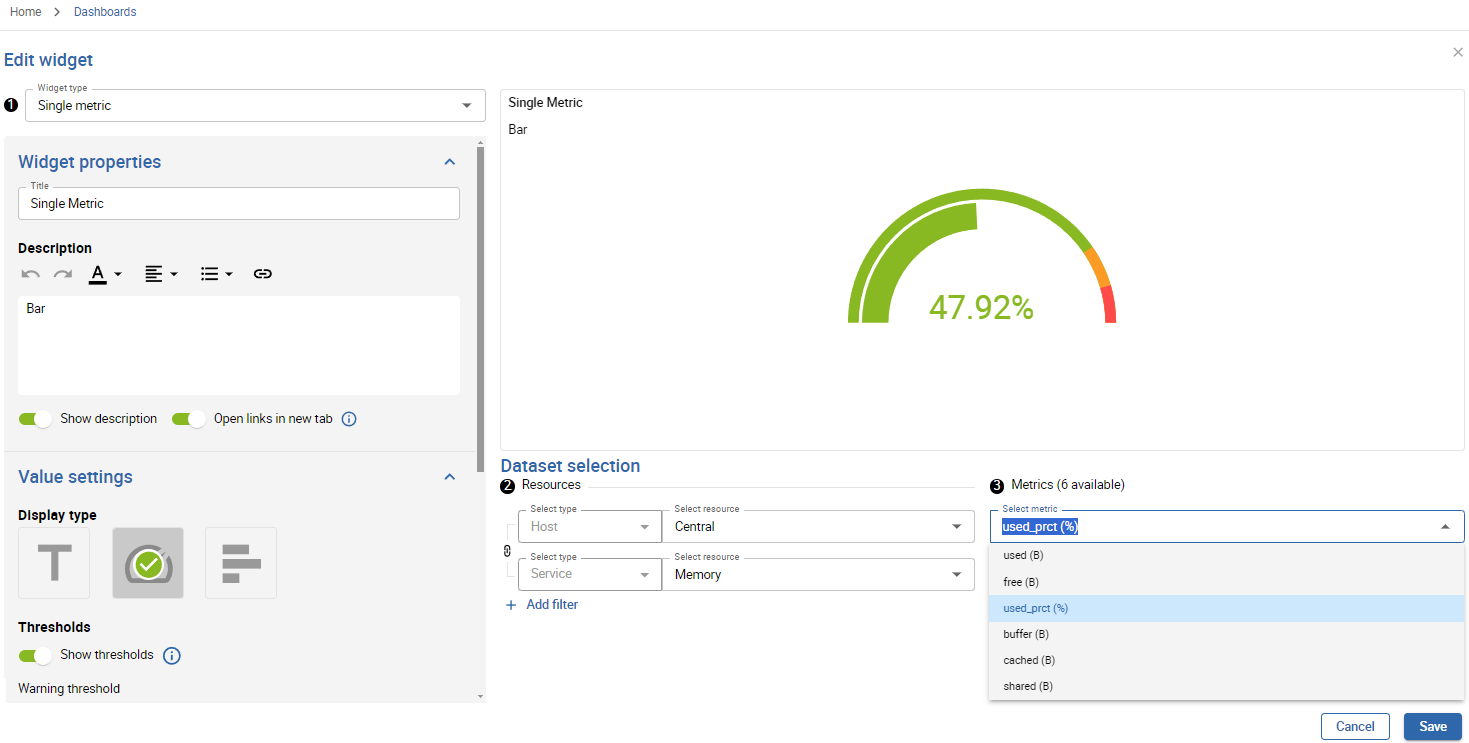 Home > Dashboards
Edit widget
1
Widget type
Single metric
Widget properties
Title
Single Metric
Description
A
Bar
Show description
Open links in new tab
Value settings
Display type
T
Thresholds
Show thresholds
Warning threshold
Single Metric
Bar
47.92%
Dataset selection
2 Resources
Select type
Host
Select resource
Central
Select type
Service
Select resource
Memory
+ Add filter
3 Metrics (6 available)
Select metric
used_prct (%)
used (B)
free (B)
used_prct (%)
buffer (B)
cached (B)
shared (B)
Cancel
Save